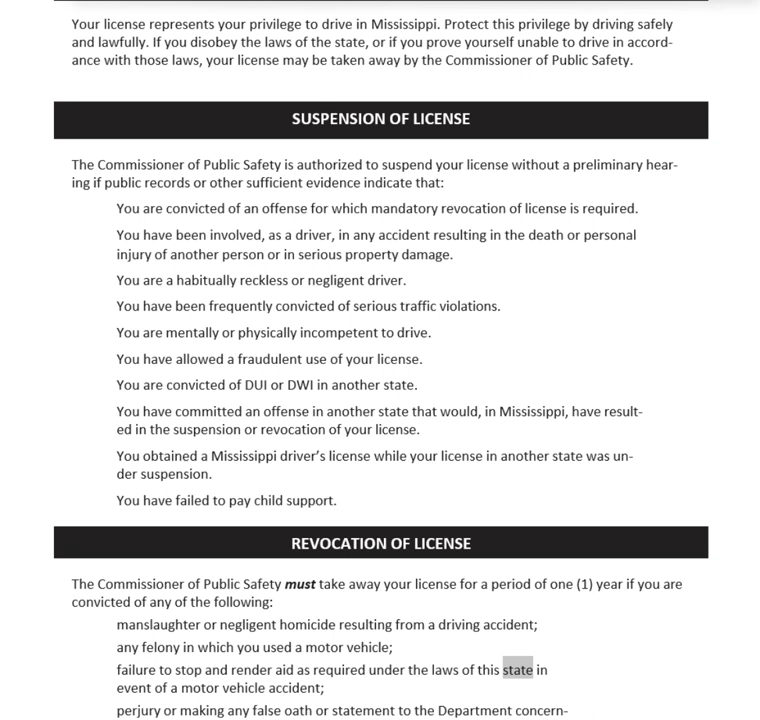 Your license represents your privilege to drive in Mississippi. Protect this privilege by driving safely
and lawfully. If you disobey the laws of the state, or if you prove yourself unable to drive in accord-
ance with those laws, your license may be taken away by the Commissioner of Public Safety.
SUSPENSION OF LICENSE
The Commissioner of Public Safety is authorized to suspend your license without a preliminary hear-
ing if public records or other sufficient evidence indicate that:
You are convicted of an offense for which mandatory revocation of license is required.
You have been involved, as a driver, in any accident resulting in the death or personal
injury of another person or in serious property damage.
You are a habitually reckless or negligent driver.
You have been frequently convicted of serious traffic violations.
You are mentally or physically incompetent to drive.
You have allowed a fraudulent use of your license.
You are convicted of DUI or DWI in another state.
You have committed an offense in another state that would, in Mississippi, have result-
ed in the suspension or revocation of your license.
You obtained a Mississippi driver’s license while your license in another state was un-
der suspension.
You have failed to pay child support.
REVOCATION OF LICENSE
The Commissioner of Public Safety must take away your license for a period of one (1) year if you are
convicted of any of the following:
manslaughter or negligent homicide resulting from a driving accident;
any felony in which you used a motor vehicle;
failure to stop and render aid as required under the laws of this state in
event of a motor vehicle accident;
perjury or making any false oath or statement to the Department concern-